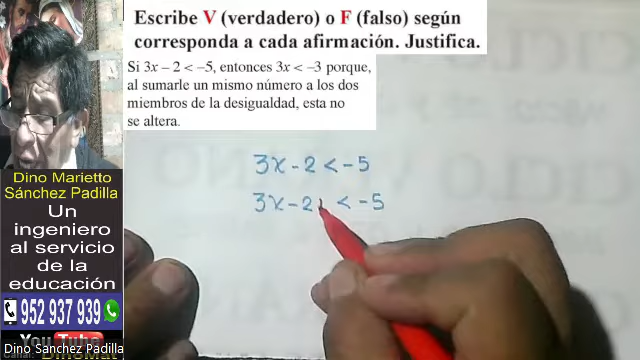 Escribe V (verdadero) o F (falso) según
corresponda a cada afirmación. Justifica.
Si 3x – 2 < –5, entonces 3x < –3 porque,
al sumarle un mismo número a los dos
miembros de la desigualdad, esta no
se altera.
3x - 2 < -5
3x - 2 < -5
Dino Marietto
Sánchez Padilla
Un
ingeniero
al servicio
de la
educación
952 937 939
You
Dino Sanchez Padilla